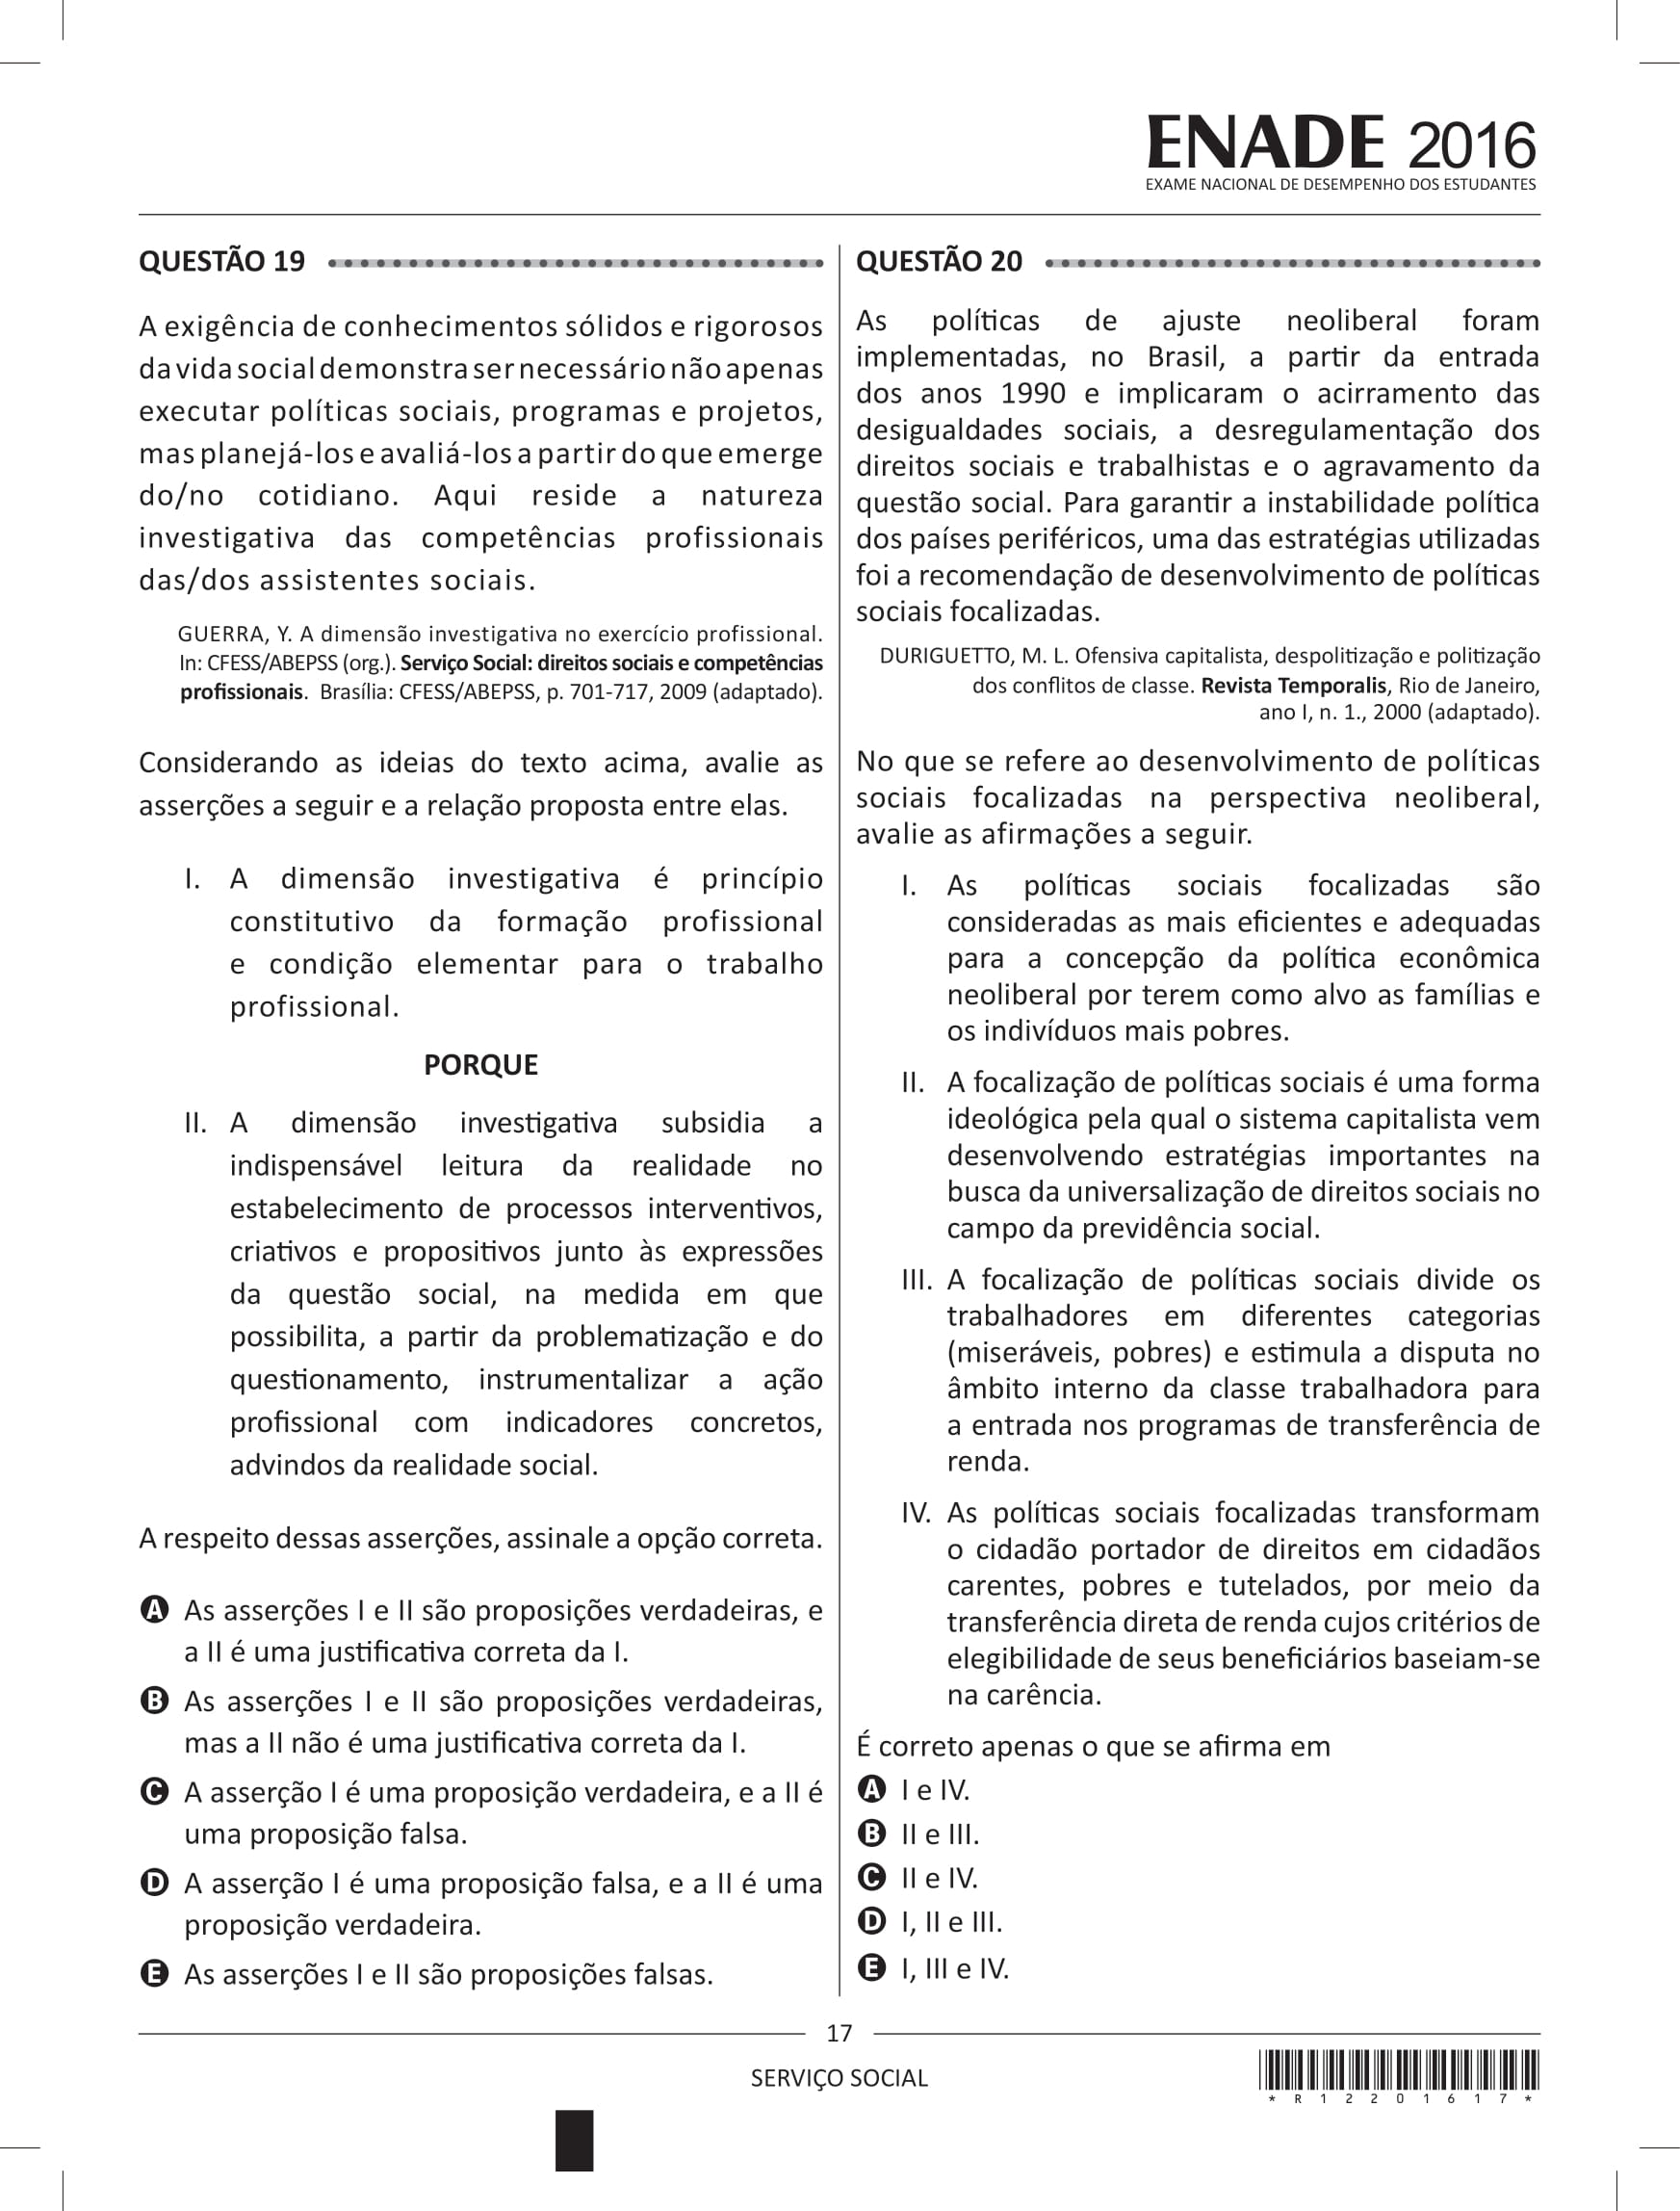 ENADE 2016
EXAME NACIONAL DE DESEMPENHO DOS ESTUDANTES
QUESTÃO 19
A exigência de conhecimentos sólidos e rigorosos
da vida social demonstra ser necessário não apenas
executar políticas sociais, programas e projetos,
mas planejá-los e avaliá-los a partir do que emerge
do/no cotidiano. Aqui reside a natureza
investigativa das competências profissionais
das/dos assistentes sociais.
GUERRA, Y. A dimensão investigativa no exercício profissional.
In: CFESS/ABEPSS (org.). Serviço Social: direitos sociais e competências
profissionais. Brasília: CFESS/ABEPSS, p. 701-717, 2009 (adaptado).
Considerando as ideias do texto acima, avalie as
asserções a seguir e a relação proposta entre elas.
I. A dimensão investigativa é princípio
constitutivo da formação profissional
e condição elementar para o trabalho
profissional.
PORQUE
II. A dimensão investigativa subsidia a
indispensável leitura da realidade no
estabelecimento de processos interventivos,
criativos e propositivos junto às expressões
da questão social, na medida em que
possibilita, a partir da problematização e do
questionamento, instrumentalizar a ação
profissional com indicadores concretos,
advindos da realidade social.
A respeito dessas asserções, assinale a opção correta.
A As asserções I e II são proposições verdadeiras, e
a II é uma justificativa correta da I.
B As asserções I e II são proposições verdadeiras,
mas a II não é uma justificativa correta da I.
C A asserção I é uma proposição verdadeira, e a II é
uma proposição falsa.
D A asserção I é uma proposição falsa, e a II é uma
proposição verdadeira.
E As asserções I e II são proposições falsas.
QUESTÃO 20
As políticas de ajuste neoliberal foram
implementadas, no Brasil, a partir da entrada
dos anos 1990 e implicaram o acirramento das
desigualdades sociais, a desregulamentação dos
direitos sociais e trabalhistas e o agravamento da
questão social. Para garantir a instabilidade política
dos países periféricos, uma das estratégias utilizadas
foi a recomendação de desenvolvimento de políticas
sociais focalizadas.
DURIGUETTO, M. L. Ofensiva capitalista, despolitização e politização
dos conflitos de classe. Revista Temporalis, Rio de Janeiro,
ano I, n. 1., 2000 (adaptado).
No que se refere ao desenvolvimento de políticas
sociais focalizadas na perspectiva neoliberal,
avalie as afirmações a seguir.
I. As políticas sociais focalizadas são
consideradas as mais eficientes e adequadas
para a concepção da política econômica
neoliberal por terem como alvo as famílias e
os indivíduos mais pobres.
II. A focalização de políticas sociais é uma forma
ideológica pela qual o sistema capitalista vem
desenvolvendo estratégias importantes na
busca da universalização de direitos sociais no
campo da previdência social.
III. A focalização de políticas sociais divide os
trabalhadores em diferentes categorias
(miseráveis, pobres) e estimula a disputa no
âmbito interno da classe trabalhadora para
a entrada nos programas de transferência de
renda.
IV. As políticas sociais focalizadas transformam
o cidadão portador de direitos em cidadãos
carentes, pobres e tutelados, por meio da
transferência direta de renda cujos critérios de
elegibilidade de seus beneficiários baseiam-se
na carência.
É correto apenas o que se afirma em
A I e IV.
B II e III.
C II e IV.
D I, II e III.
E I, III e IV.
17
SERVIÇO SOCIAL
* R 1 2 2 0 1 6 1 7 *